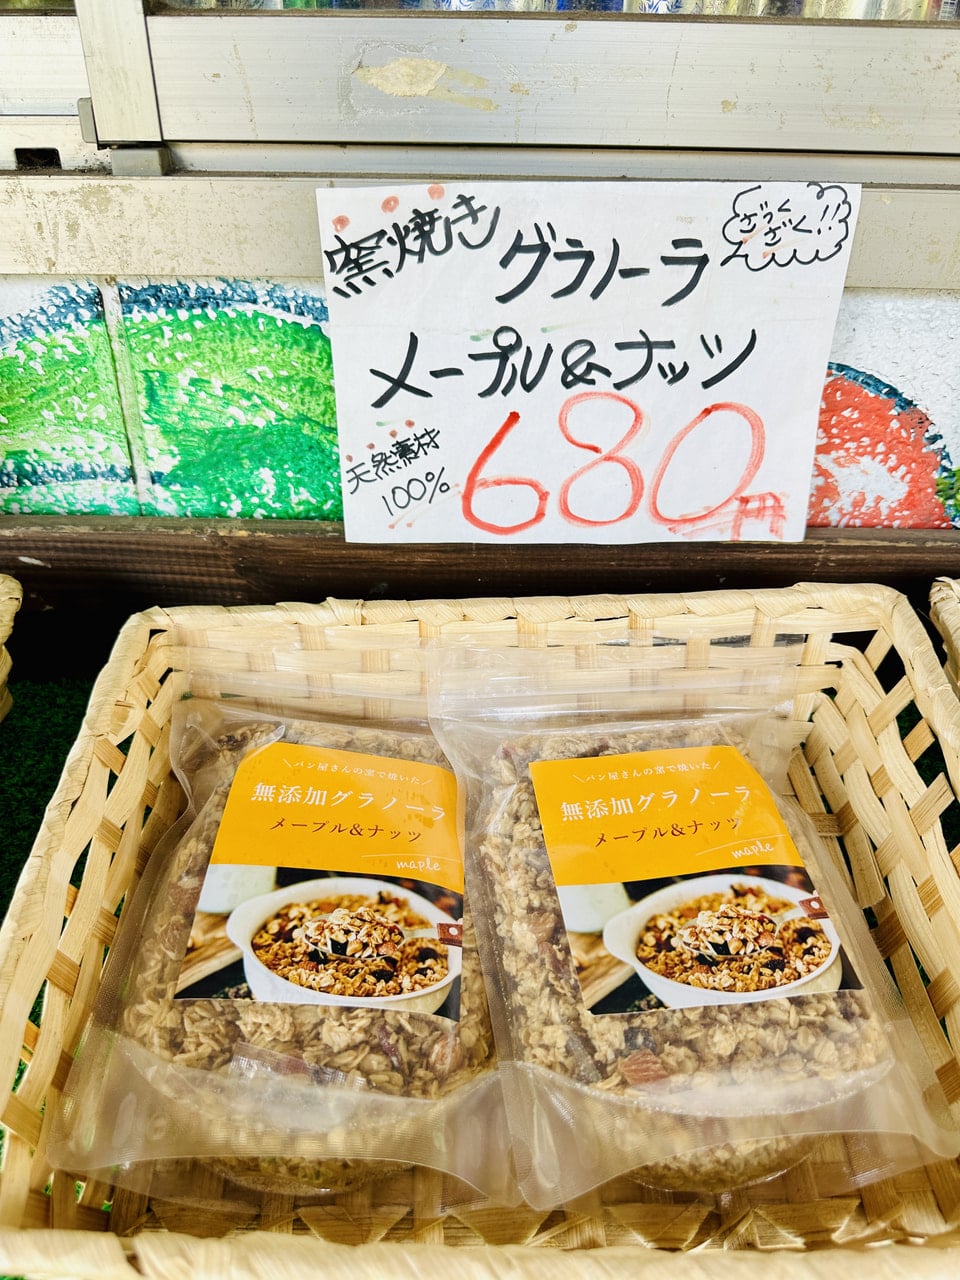 窯焼き
グラノーラ
ざっく
ざく!!
メープル&ナッツ
天然素材
100%
680円
\パン屋さんの窯で焼いた/
無添加グラノーラ
メープル&ナッツ
maple
\パン屋さんの窯で焼いた/
無添加グラノーラ
メープル&ナッツ
maple